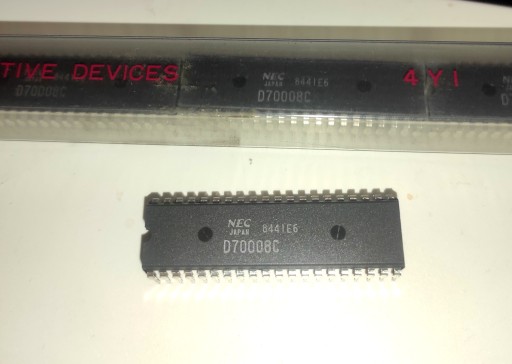 TIVE DEVICES
D70008C
NEC 8441E6
JAPAN
D70008C
4 Y I
NEC 8441E6
JAPAN
D70008C